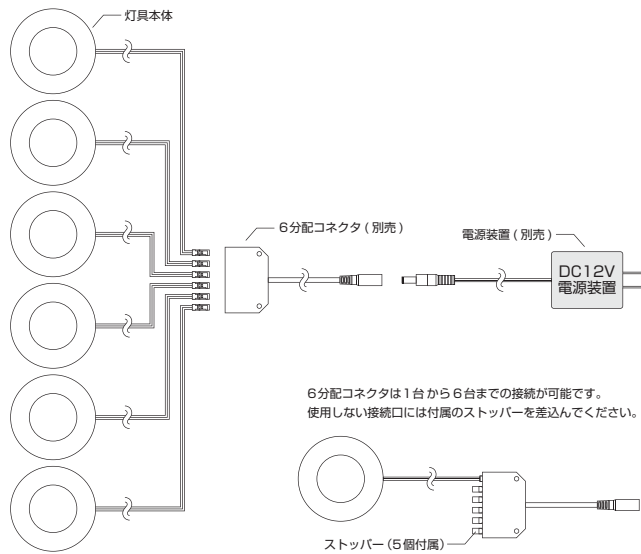 灯具本体
6分配コネクタ(別売)
電源装置(別売)
DC12V
電源装置
6分配コネクタは1台から6台までの接続が可能です。
使用しない接続口には付属のストッパーを差込んでください。
ストッパー(5個付属)